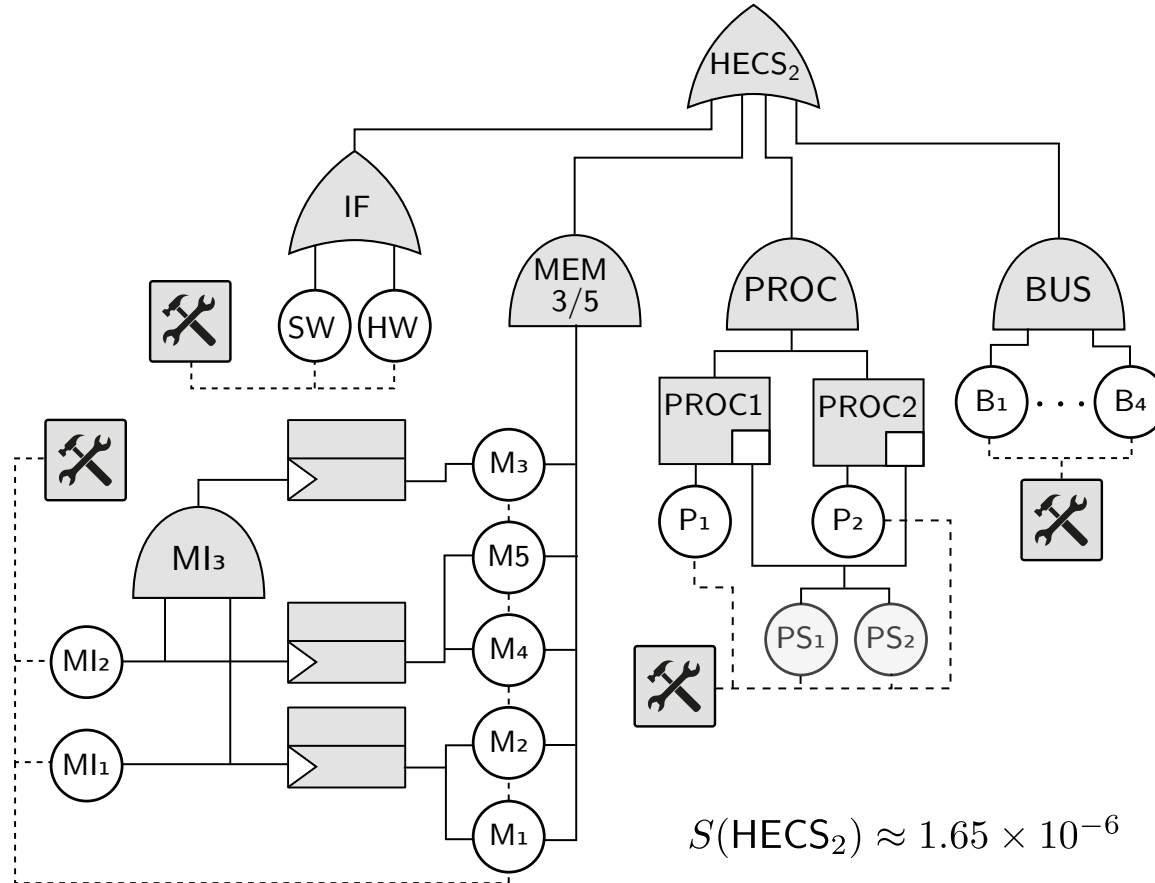 HECS₂
IF
SW
HW
MEM
3/5
PROC
BUS
PROC1
PROC2
B₁ · · · B₄
P₁
P₂
PS₁
PS₂
M₃
M5
MI₃
M₄
MI₂
M₂
MI₁
M₁
S(HECS₂) ≈ 1.65 × 10⁻⁶